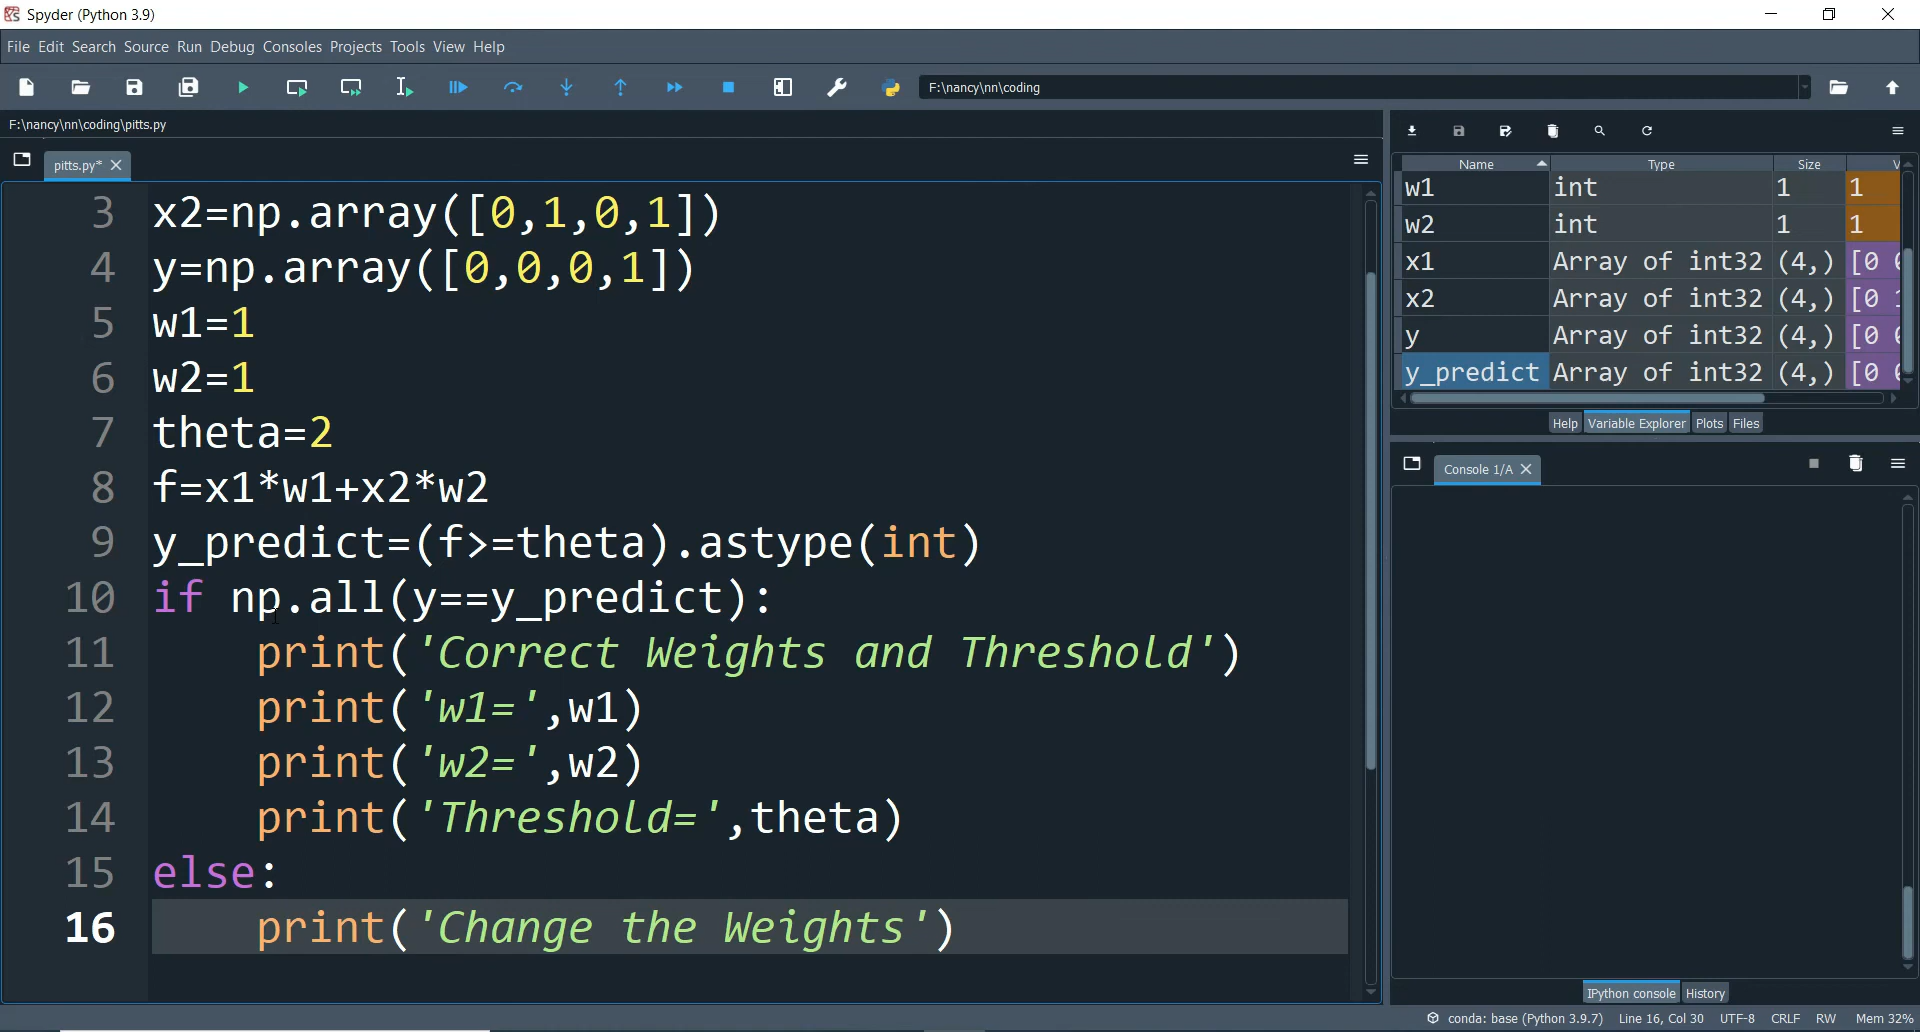 Spyder (Python 3.9)
File Edit Search Source Run Debug Consoles Projects Tools View Help
F:\nancy\nn\coding
F:\nancy\nn\coding\pitts.py
pitts.py*
3 x2=np.array([0,1,0,1])
4 y=np.array([0,0,0,1])
5 w1=1
6 w2=1
7 theta=2
8 f=x1*w1+x2*w2
9 y_predict=(f>=theta).astype(int)
10 if np.all(y==y_predict):
11 print('Correct Weights and Threshold')
12 print('w1=',w1)
13 print('w2=',w2)
14 print('Threshold=',theta)
15 else:
16 print('Change the Weights')
Name Type Size
w1 int 1 1
w2 int 1 1
x1 Array of int32 (4,) [0
x2 Array of int32 (4,) [0
y Array of int32 (4,) [0
y_predict Array of int32 (4,) [0
Help Variable Explorer Plots Files
Console 1/A
IPython console History
conda: base (Python 3.9.7) Line 16, Col 30 UTF-8 CRLF RW Mem 32%